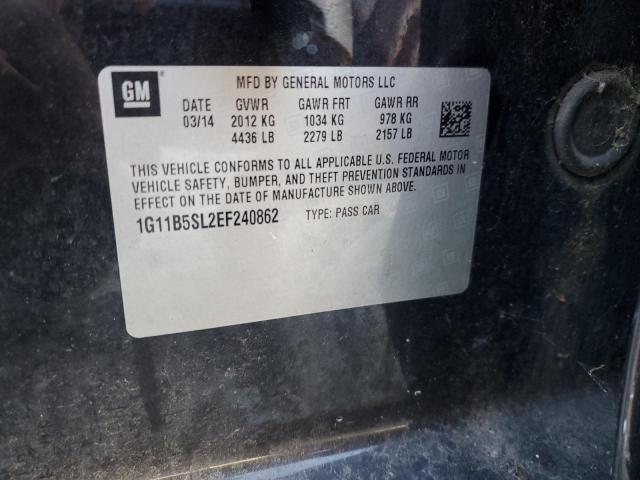 GM
MFD BY GENERAL MOTORS LLC
DATE GVWR GAWR FRT GAWR RR
03/14 2012 KG 1034 KG 978 KG
4436 LB 2279 LB 2157 LB
THIS VEHICLE CONFORMS TO ALL APPLICABLE U.S. FEDERAL MOTOR
VEHICLE SAFETY, BUMPER, AND THEFT PREVENTION STANDARDS IN
EFFECT ON THE DATE OF MANUFACTURE SHOWN ABOVE.
1G11B5SL2EF240862 TYPE: PASS CAR